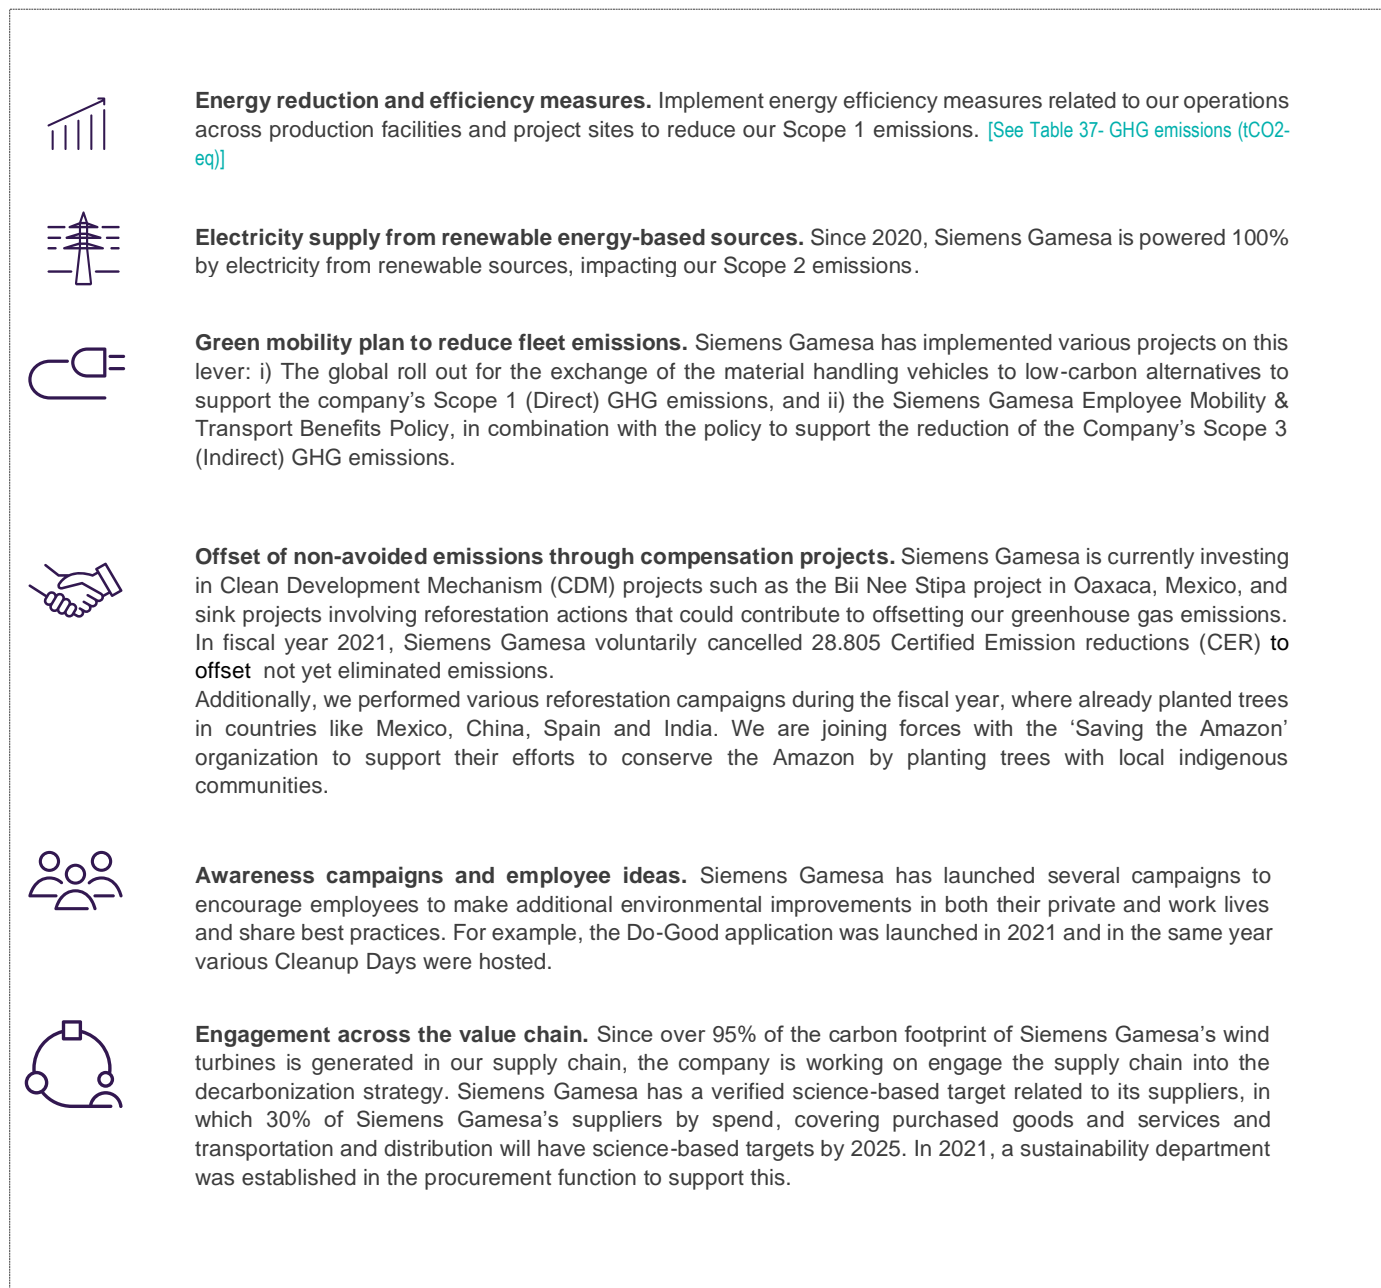 Energy reduction and efficiency measures. Implement energy efficiency measures related to our operations
across production facilities and project sites to reduce our Scope 1 emissions. [See Table 37- GHG emissions (tCO2-
eq)]
Electricity supply from renewable energy-based sources. Since 2020, Siemens Gamesa is powered 100%
by electricity from renewable sources, impacting our Scope 2 emissions.
Green mobility plan to reduce fleet emissions. Siemens Gamesa has implemented various projects on this
lever: i) The global roll out for the exchange of the material handling vehicles to low-carbon alternatives to
support the company’s Scope 1 (Direct) GHG emissions, and ii) the Siemens Gamesa Employee Mobility &
Transport Benefits Policy, in combination with the policy to support the reduction of the Company’s Scope 3
(Indirect) GHG emissions.
Offset of non-avoided emissions through compensation projects. Siemens Gamesa is currently investing
in Clean Development Mechanism (CDM) projects such as the Bii Nee Stipa project in Oaxaca, Mexico, and
sink projects involving reforestation actions that could contribute to offsetting our greenhouse gas emissions.
In fiscal year 2021, Siemens Gamesa voluntarily cancelled 28.805 Certified Emission reductions (CER) to
offset not yet eliminated emissions.
Additionally, we performed various reforestation campaigns during the fiscal year, where already planted trees
in countries like Mexico, China, Spain and India. We are joining forces with the ‘Saving the Amazon’
organization to support their efforts to conserve the Amazon by planting trees with local indigenous
communities.
Awareness campaigns and employee ideas. Siemens Gamesa has launched several campaigns to
encourage employees to make additional environmental improvements in both their private and work lives
and share best practices. For example, the Do-Good application was launched in 2021 and in the same year
various Cleanup Days were hosted.
Engagement across the value chain. Since over 95% of the carbon footprint of Siemens Gamesa’s wind
turbines is generated in our supply chain, the company is working on engage the supply chain into the
decarbonization strategy. Siemens Gamesa has a verified science-based target related to its suppliers, in
which 30% of Siemens Gamesa’s suppliers by spend, covering purchased goods and services and
transportation and distribution will have science-based targets by 2025. In 2021, a sustainability department
was established in the procurement function to support this.